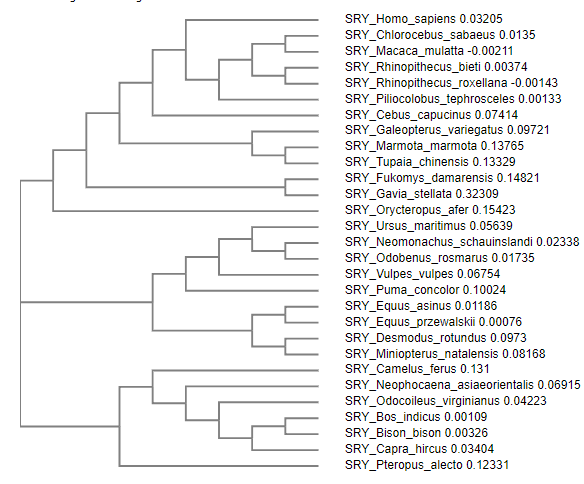 SRY_Homo_sapiens 0.03205
SRY_Chlorocebus_sabaeus 0.0135
SRY_Macaca_mulatta -0.00211
SRY_Rhinopithecus_bieti 0.00374
SRY_Rhinopithecus_roxellana -0.00143
SRY_Piliocolobus_tephrosceles 0.00133
SRY_Cebus_capucinus 0.07414
SRY_Galeopterus_variegatus 0.09721
SRY_Marmota_marmota 0.13765
SRY_Tupaia_chinensis 0.13329
SRY_Fukomys_damarensis 0.14821
SRY_Gavia_stellata 0.32309
SRY_Orycteropus_afer 0.15423
SRY_Ursus_maritimus 0.05639
SRY_Neomonachus_schauinslandi 0.02338
SRY_Odobenus_rosmarus 0.01735
SRY_Vulpes_vulpes 0.06754
SRY_Puma_concolor 0.10024
SRY_Equus_asinus 0.01186
SRY_Equus_przewalskii 0.00076
SRY_Desmodus_rotundus 0.0973
SRY_Miniopterus_natalensis 0.08168
SRY_Camelus_ferus 0.131
SRY_Neophocaena_asiaeorientalis 0.06915
SRY_Odocoileus_virginianus 0.04223
SRY_Bos_indicus 0.00109
SRY_Bison_bison 0.00326
SRY_Capra_hircus 0.03404
SRY_Pteropus_alecto 0.12331